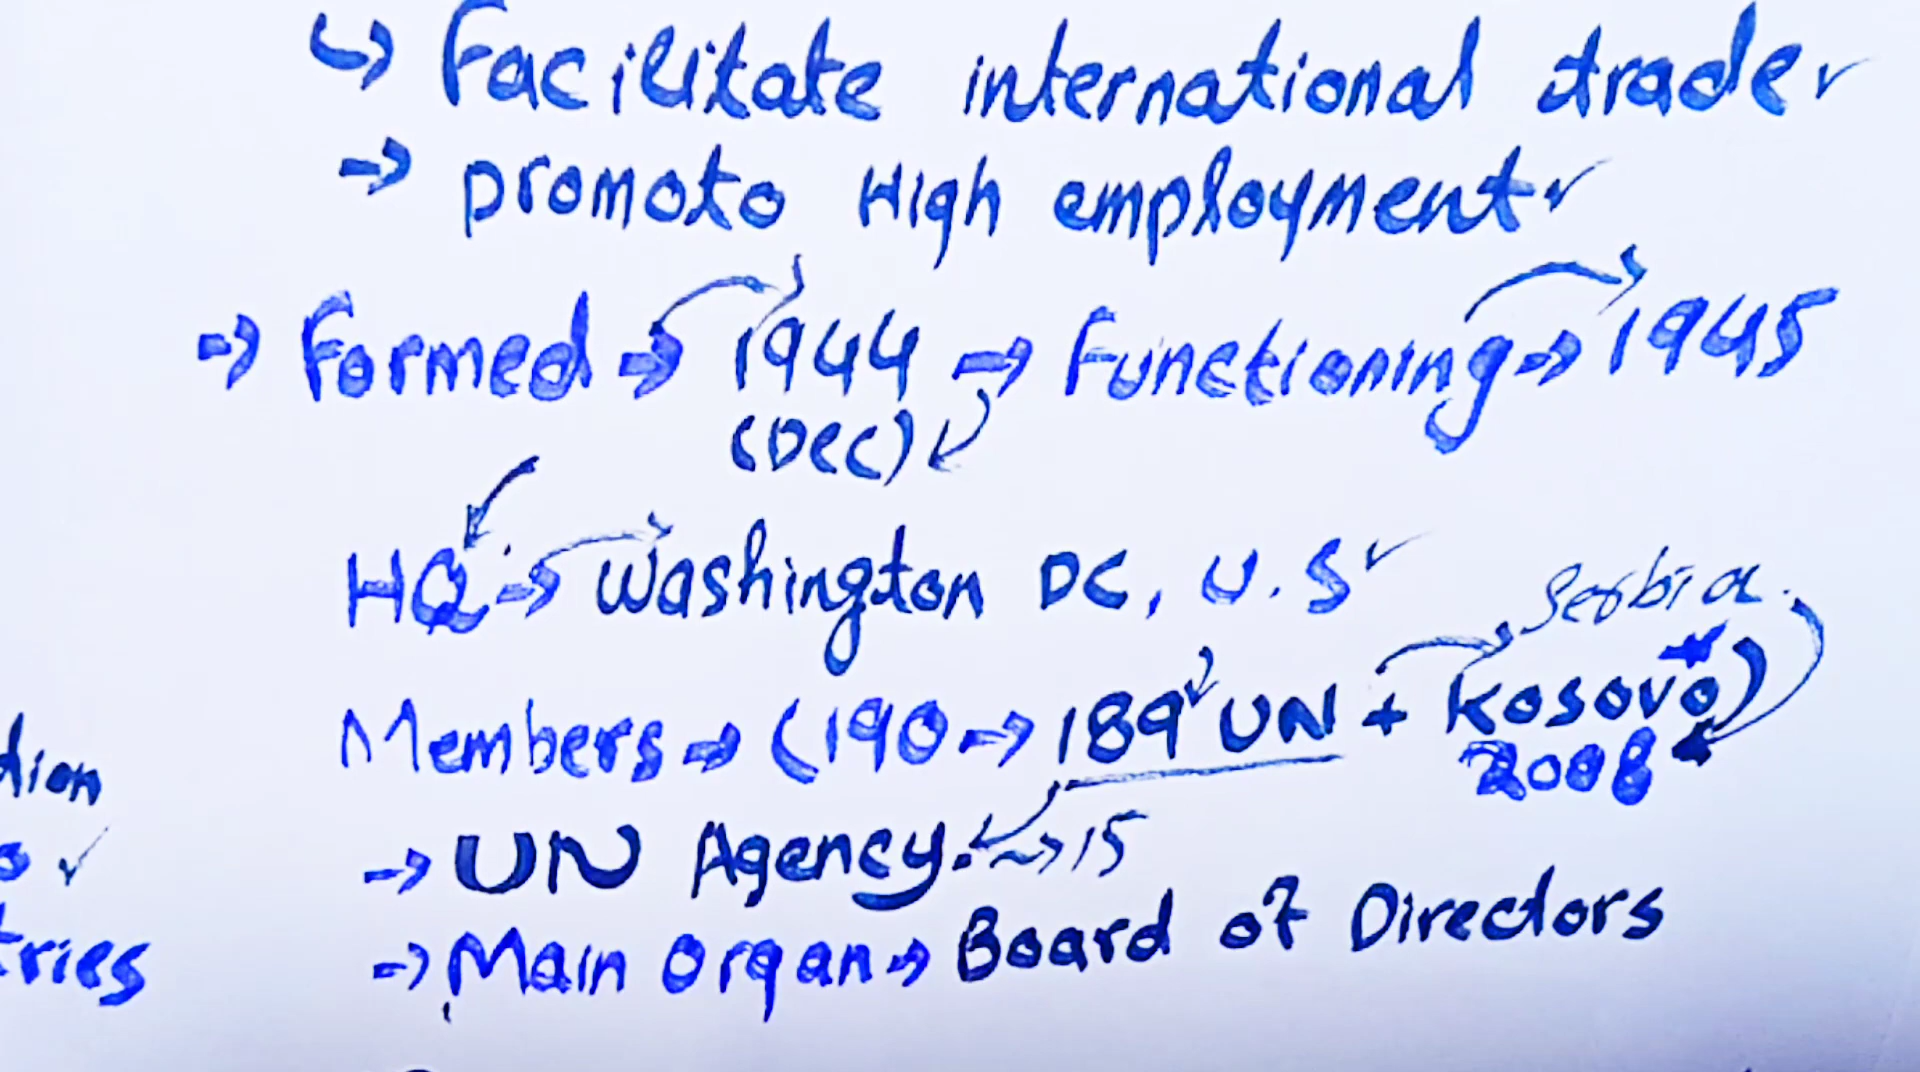 ↳ Facilitate international trade ✓
→ promoto High employment ✓
→ Formed → 1944 → Functioning → 1945
(Dec)
HQ → Washington DC, U.S ✓
Serbia
Members → (190 → 189 UN + Kosovo)
2008
dion
→ UN Agency. → 15
✓
→ Main organ → Board of Directors
tries